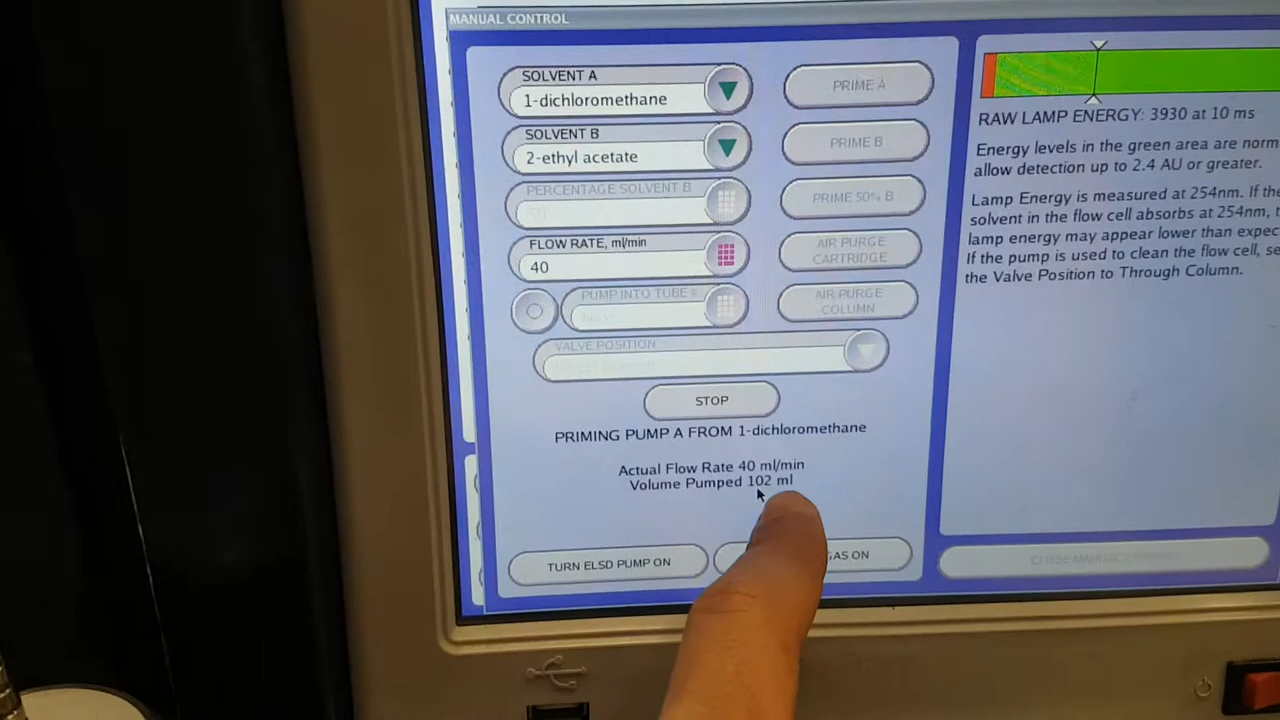 MANUAL CONTROL
SOLVENT A
1-dichloromethane
PRIME A
SOLVENT B
2-ethyl acetate
PRIME B
PERCENTAGE SOLVENT B
PRIME 50% B
FLOW RATE, ml/min
40
AIR PURGE
CARTRIDGE
PUMP INTO TUBE #
AIR PURGE
COLUMN
VALVE POSITION
STOP
PRIMING PUMP A FROM 1-dichloromethane
Actual Flow Rate 40 ml/min
Volume Pumped 102 ml
TURN ELSD PUMP ON
GAS ON
RAW LAMP ENERGY: 3930 at 10 ms
Energy levels in the green area are norm
allow detection up to 2.4 AU or greater.
Lamp Energy is measured at 254nm. If the
solvent in the flow cell absorbs at 254nm, t
lamp energy may appear lower than expec
If the pump is used to clean the flow cell, se
the Valve Position to Through Column.